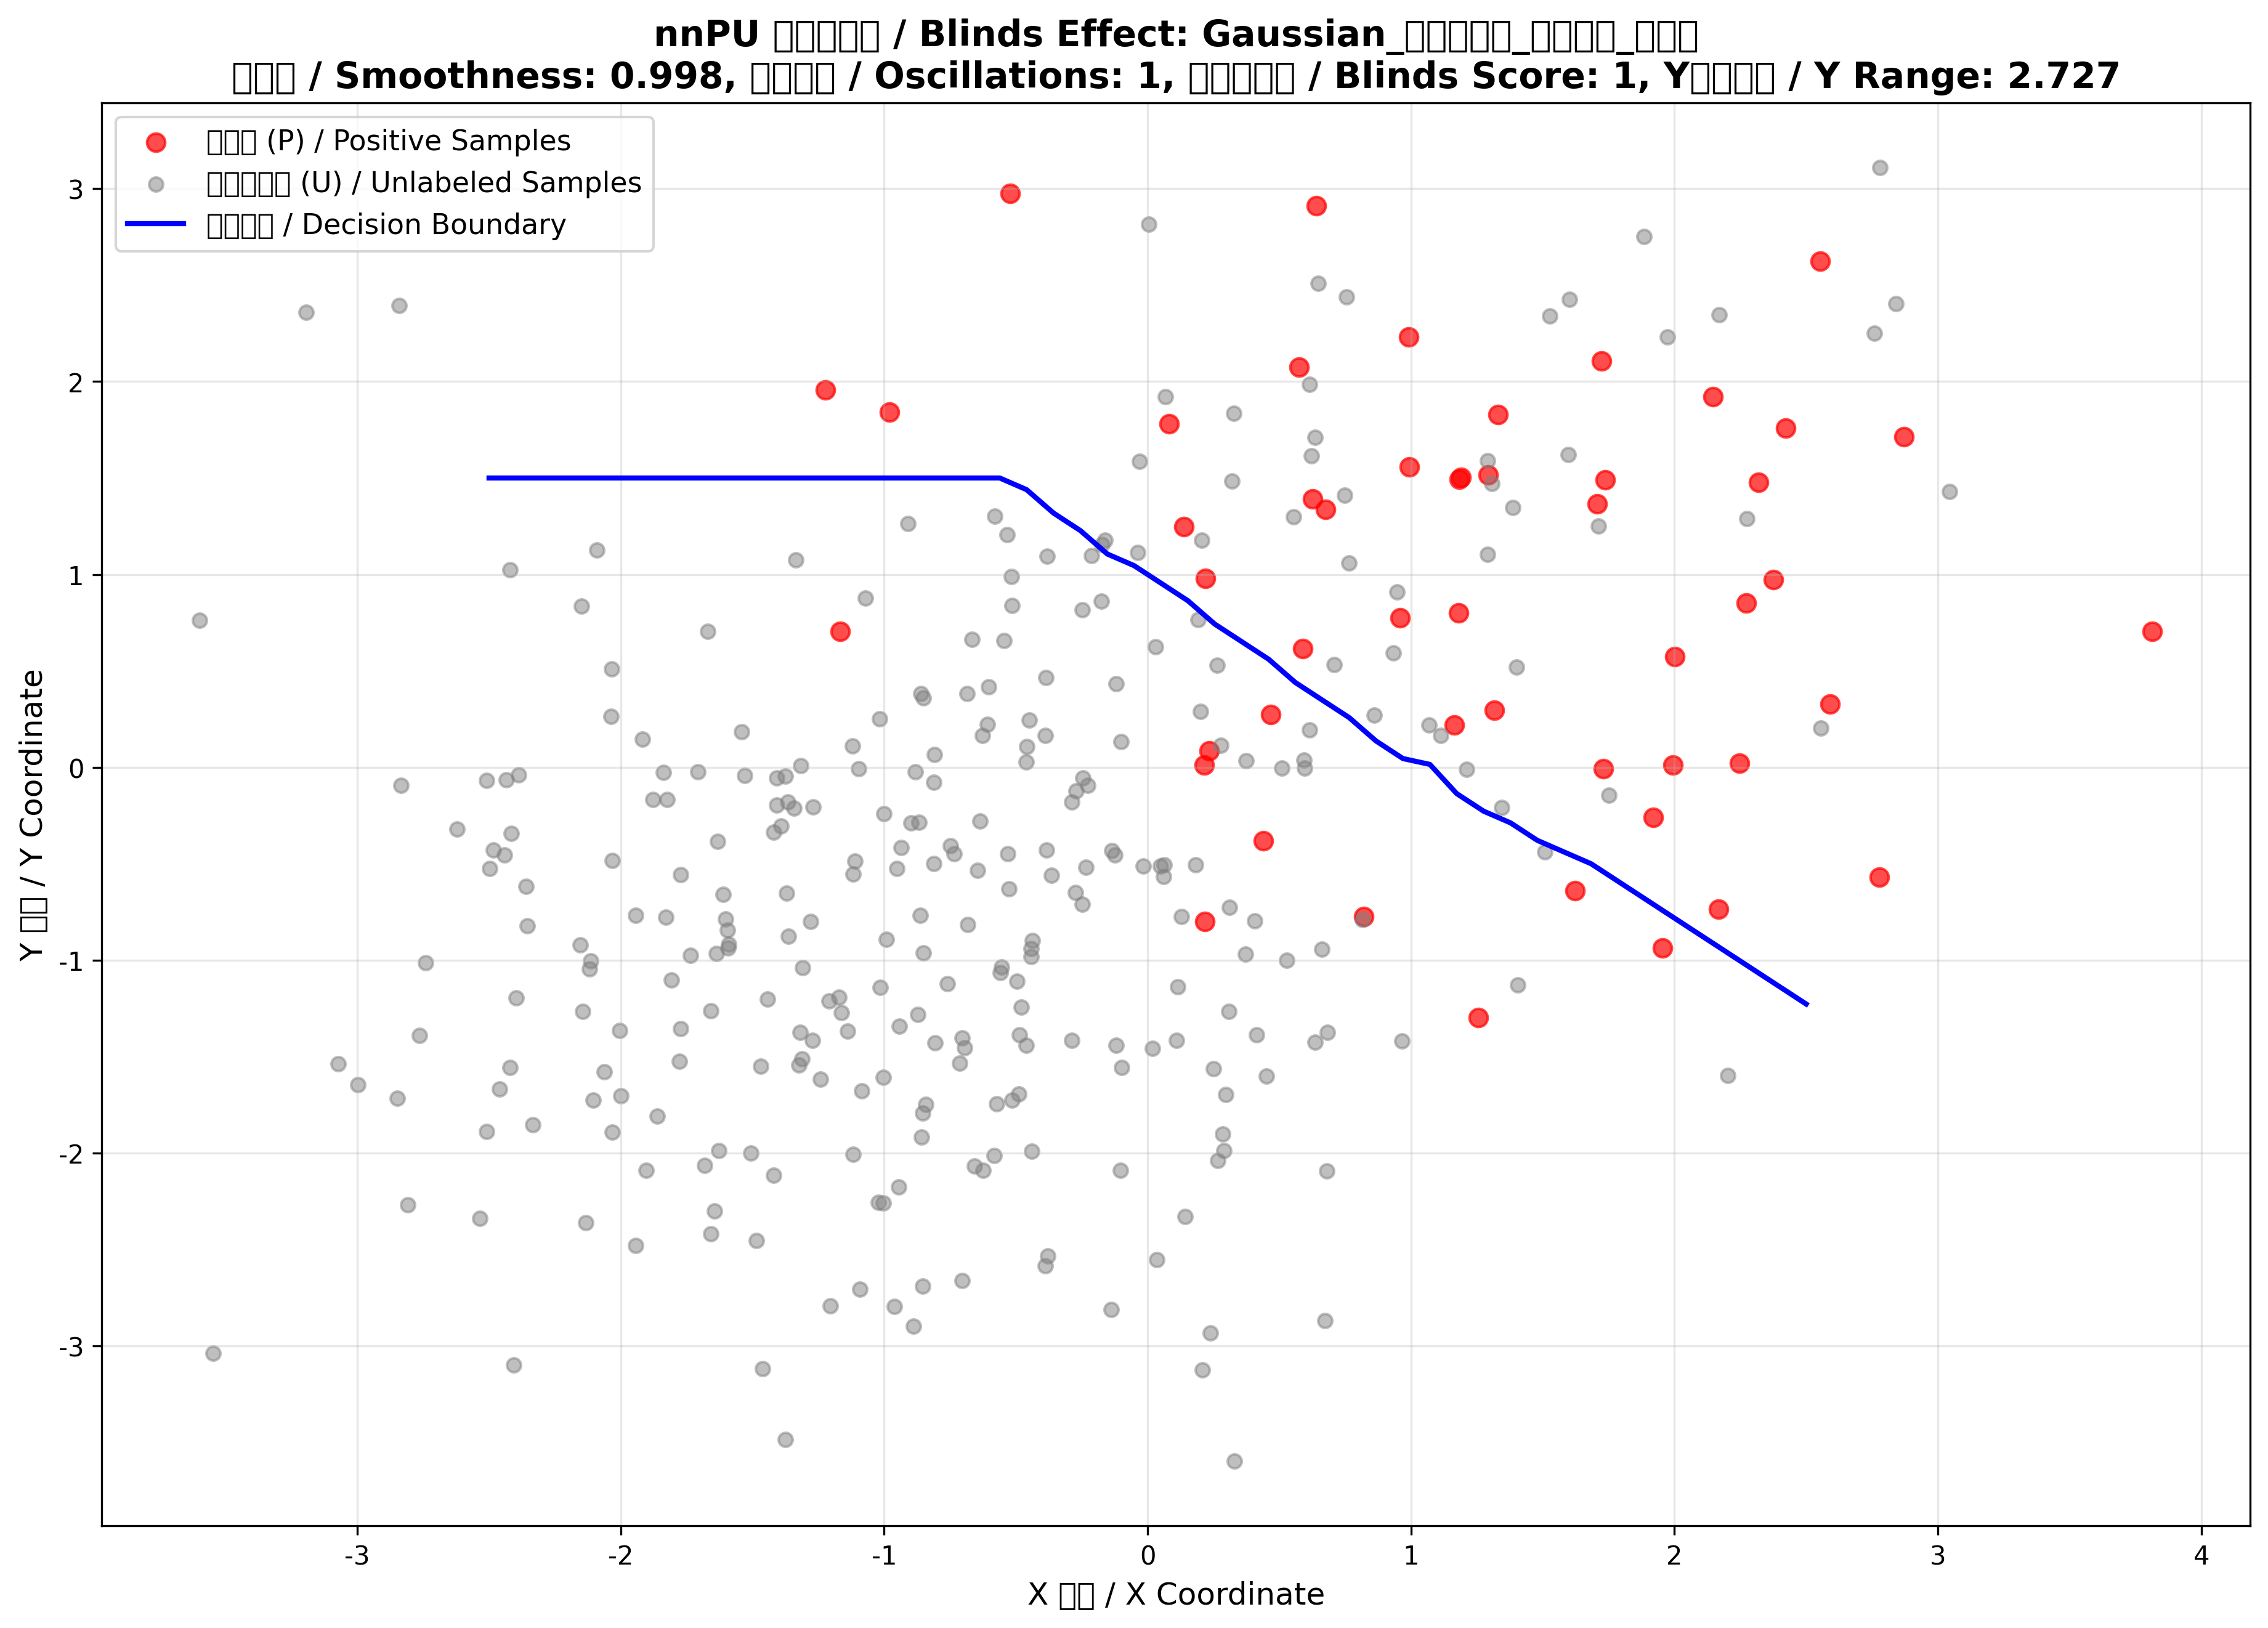 nnPU □□□□□ / Blinds Effect: Gaussian_□□□□□_□□□□_□□□
□□□ / Smoothness: 0.998, □□□□ / Oscillations: 1, □□□□□ / Blinds Score: 1, Y□□□□ / Y Range: 2.727
□□□ (P) / Positive Samples
□□□□□ (U) / Unlabeled Samples
□□□□ / Decision Boundary
3
2
1
0
-1
-2
-3
Y □□ / Y Coordinate
-3 -2 -1 0 1 2 3 4
X □□ / X Coordinate